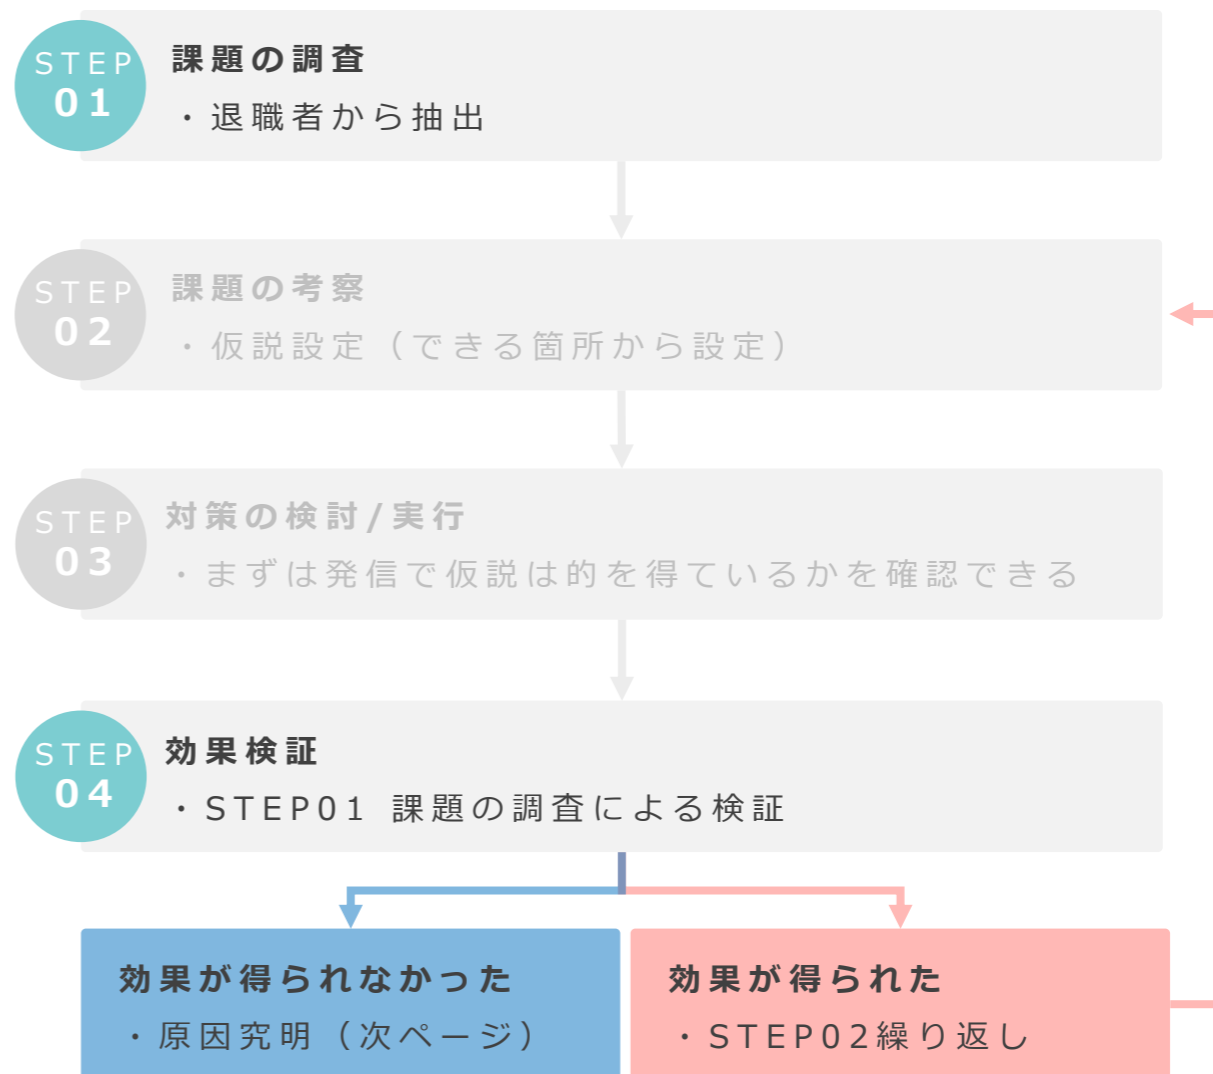 STEP
01
課題の調査
・退職者から抽出
STEP
02
課題の考察
・仮説設定（できる箇所から設定）
STEP
03
対策の検討/実行
・まずは発信で仮説は的を得ているかを確認できる
STEP
04
効果検証
・STEP01 課題の調査による検証
効果が得られなかった
・原因究明（次ページ）
効果が得られた
・STEP02繰り返し